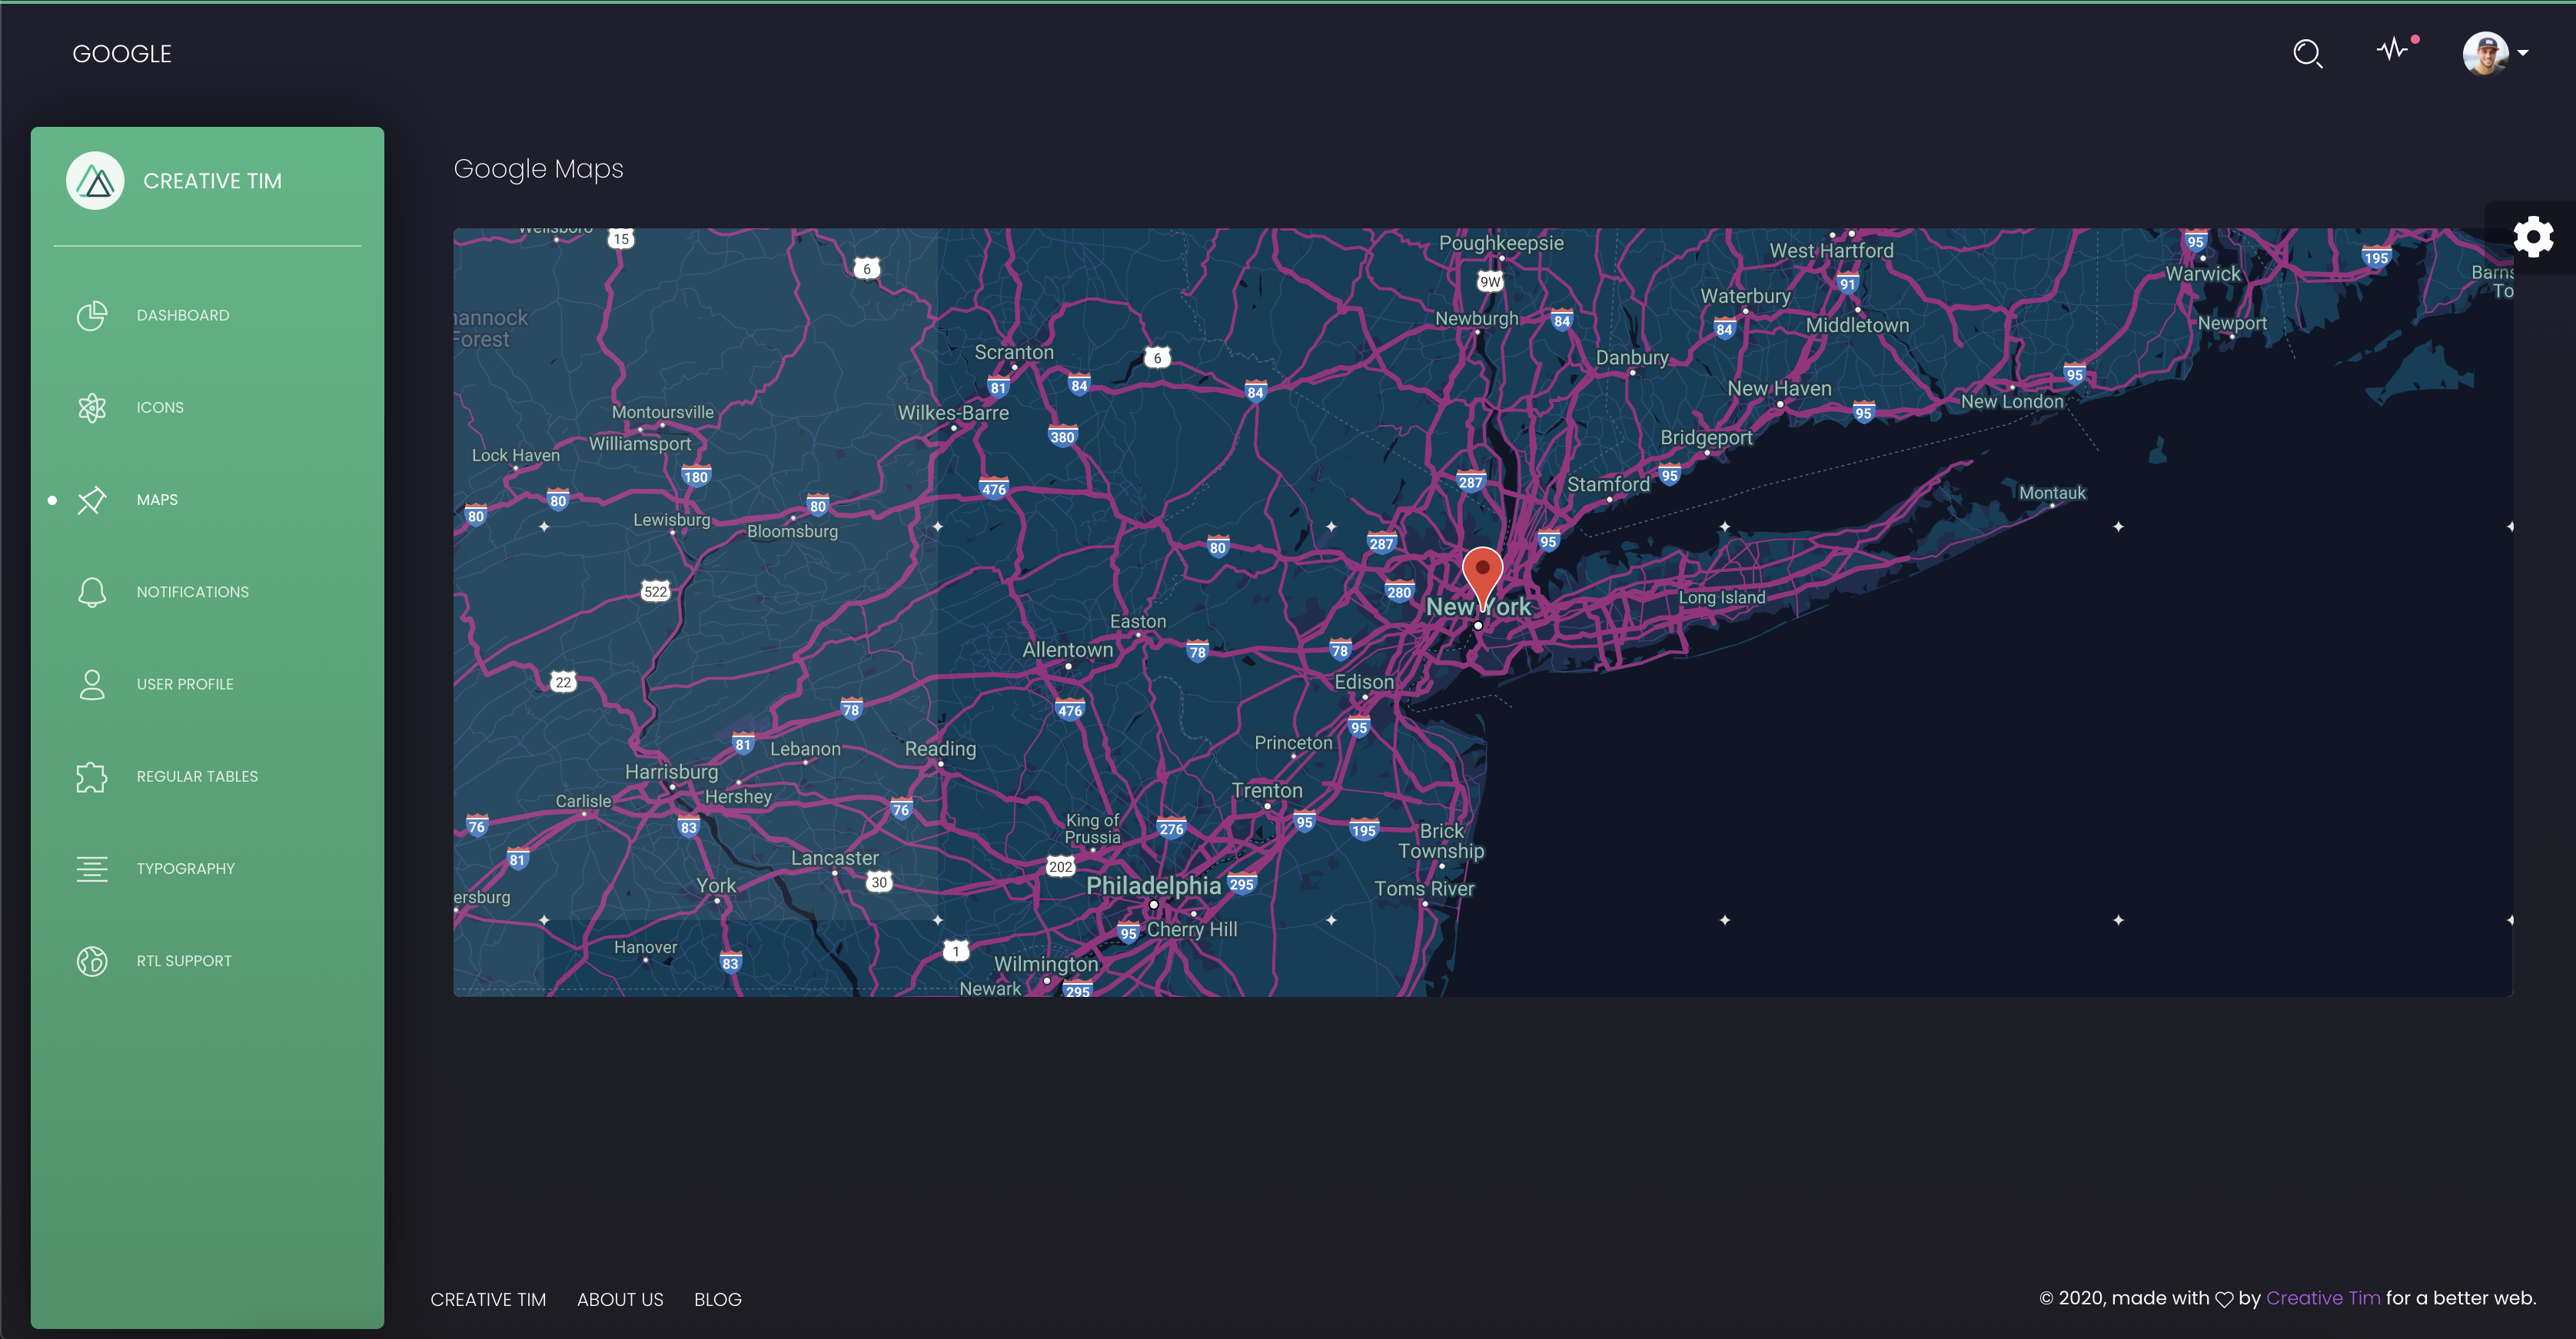 GOOGLE
CREATIVE TIM
DASHBOARD
ICONS
MAPS
NOTIFICATIONS
USER PROFILE
REGULAR TABLES
TYPOGRAPHY
RTL SUPPORT
Google Maps
15
6
Poughkeepsie
9W
West Hartford
91
95
Warwick
195
Barns
To
hannock
Forest
Newburgh
84
Waterbury
84
Middletown
Newport
Scranton
6
Danbury
81
84
84
New Haven
95
95
New London
Montoursville
Williamsport
Wilkes-Barre
380
Bridgeport
Lock Haven
180
476
287
Stamford
95
Montauk
80
80
80
Lewisburg
Bloomsburg
80
287
95
522
280
New York
Long Island
Easton
Allentown
78
78
22
Edison
78
476
95
81
Lebanon
Reading
Princeton
Harrisburg
Hershey
Trenton
Carlisle
76
76
83
King of
Prussia
276
95
195
Brick
Township
81
Lancaster
202
30
York
Philadelphia
295
Toms River
ersburg
95
Cherry Hill
Hanover
83
1
Wilmington
Newark
295
CREATIVE TIM
ABOUT US
BLOG
© 2020, made with by Creative Tim for a better web.